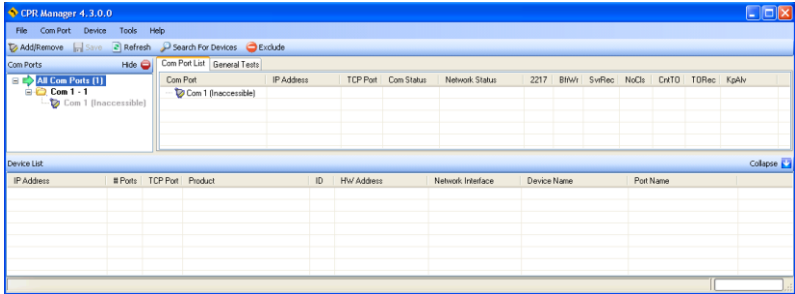 CPR Manager 4.3.0.0
File Com Port Device Tools Help
Add/Remove Save Refresh Search For Devices Exclude
Com Ports Hide Com Port List General Tests
All Com Ports (1)
Com 1 - 1
Com 1 (Inaccessible)
Com Port IP Address TCP Port Com Status Network Status 2217 BtWr SvrRec NoCls CntTO TORec KpAlv
Com 1 (Inaccessible)
Device List Collapse
IP Address # Ports TCP Port Product ID HW Address Network Interface Device Name Port Name